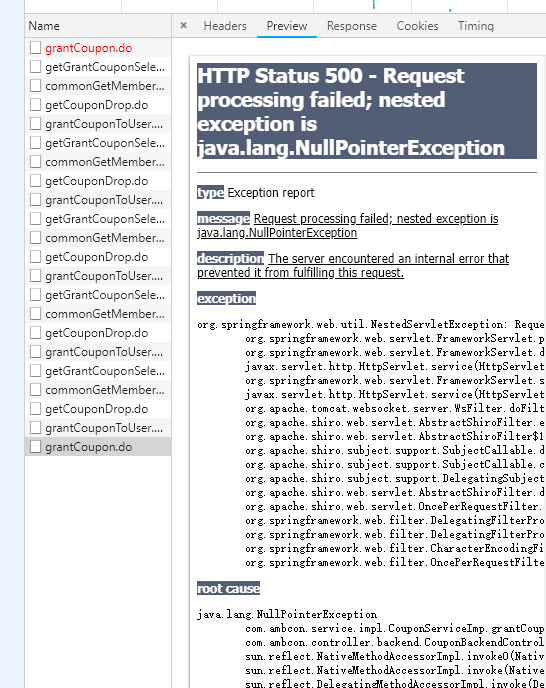 Name
× Headers Preview Response Cookies Timing
grantCoupon.do
getGrantCouponSele...
commonGetMember...
getCouponDrop.do
grantCouponToUser....
getGrantCouponSele...
commonGetMember...
getCouponDrop.do
grantCouponToUser....
getGrantCouponSele...
commonGetMember...
getCouponDrop.do
grantCouponToUser....
getGrantCouponSele...
commonGetMember...
getCouponDrop.do
grantCouponToUser....
getGrantCouponSele...
commonGetMember...
getCouponDrop.do
grantCouponToUser....
grantCoupon.do
HTTP Status 500 - Request
processing failed; nested
exception is
java.lang.NullPointerException
type Exception report
message Request processing failed; nested exception is
java.lang.NullPointerException
description The server encountered an internal error that
prevented it from fulfilling this request.
exception
org.springframework.web.util.NestedServletException: Reque
org.springframework.web.servlet.FrameworkServlet.p
org.springframework.web.servlet.FrameworkServlet.d
javax.servlet.http.HttpServlet.service(HttpServlet
org.springframework.web.servlet.FrameworkServlet.s
javax.servlet.http.HttpServlet.service(HttpServlet
org.apache.tomcat.websocket.server.WsFilter.doFilt
org.apache.shiro.web.servlet.AbstractShiroFilter.e
org.apache.shiro.web.servlet.AbstractShiroFilter$1
org.apache.shiro.subject.support.SubjectCallable.d
org.apache.shiro.subject.support.SubjectCallable.c
org.apache.shiro.subject.support.DelegatingSubject
org.apache.shiro.web.servlet.AbstractShiroFilter.d
org.apache.shiro.web.servlet.OncePerRequestFilter.
org.springframework.web.filter.DelegatingFilterPro
org.springframework.web.filter.DelegatingFilterPro
org.springframework.web.filter.CharacterEncodingFi
org.springframework.web.filter.OncePerRequestFilte
root cause
java.lang.NullPointerException
com.ambcon.service.impl.CouponServiceImp.grantCoup
com.ambcon.controller.backend.CouponBackendControl
sun.reflect.NativeMethodAccessorImpl.invoke0(Nativ
sun.reflect.NativeMethodAccessorImpl.invoke(Native
sun.reflect.DelegatingMethodAccessorImpl.invoke(De